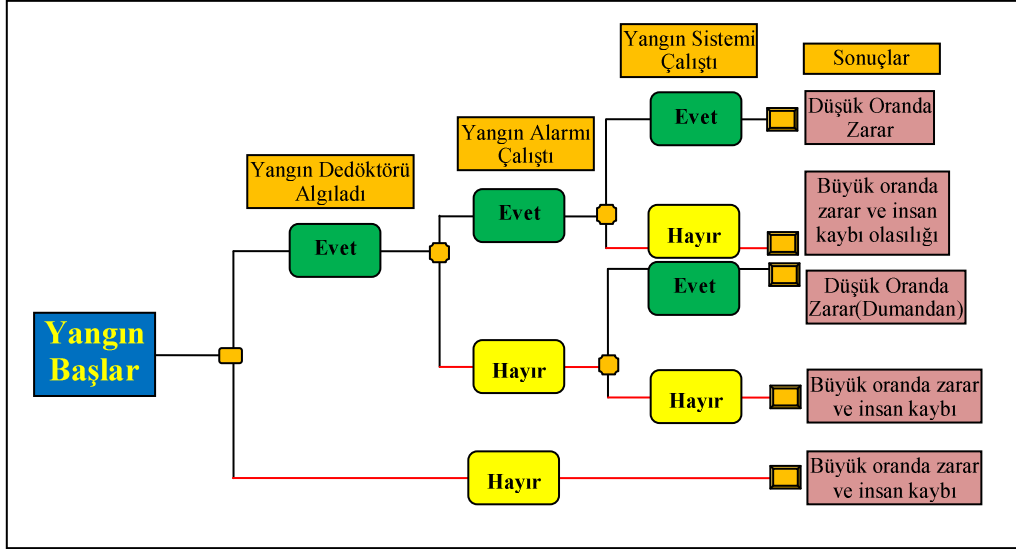 Yangın Sistemi
Çalıştı
Sonuçlar
Yangın Alarmı
Çalıştı
Yangın Dedöktörü
Algıladı
Evet
Düşük Oranda
Zarar
Evet
Evet
Hayır
Büyük oranda
zarar ve insan
kaybı olasılığı
Evet
Düşük Oranda
Zarar(Dumandan)
Yangın
Başlar
Hayır
Hayır
Büyük oranda zarar
ve insan kaybı
Hayır
Büyük oranda zarar
ve insan kaybı